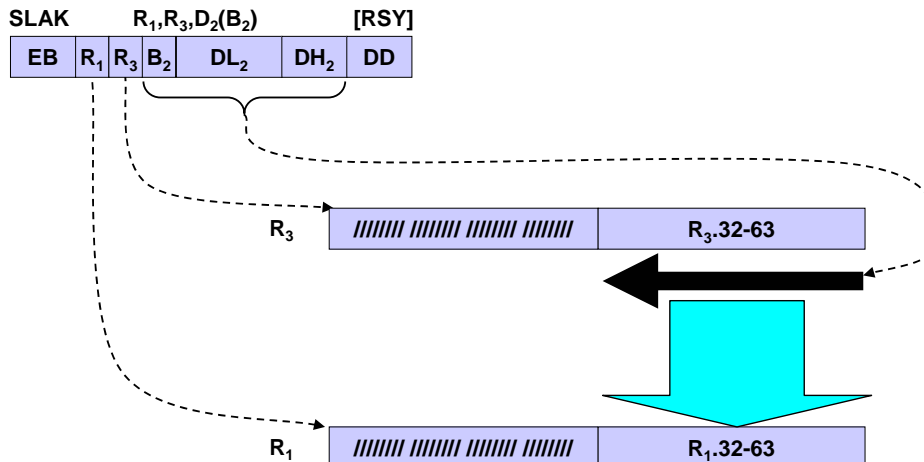 SLAK R₁,R₃,D₂(B₂) [RSY]
EB R₁ R₃ B₂ DL₂ DH₂ DD
R₃ //////// //////// //////// //////// R₃.32-63
R₁ //////// //////// //////// //////// R₁.32-63